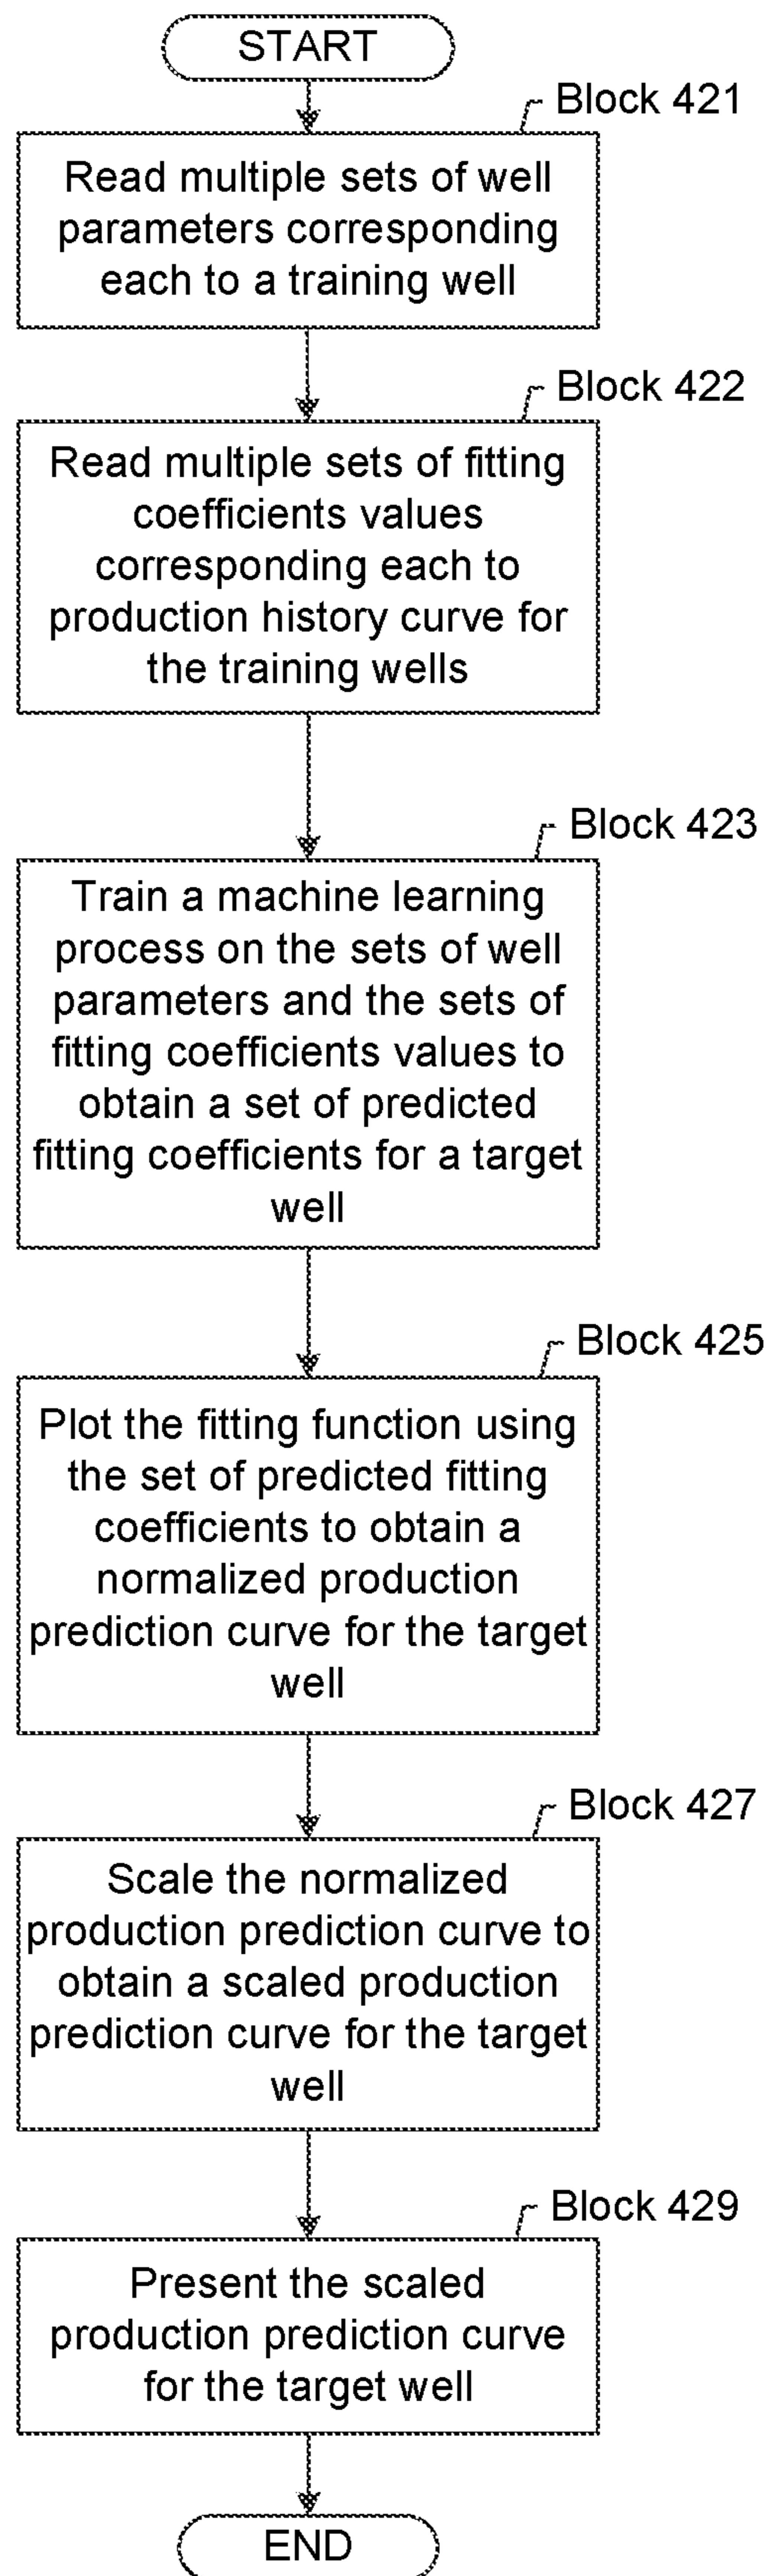 START
Block 421
Read multiple sets of well
parameters corresponding
each to a training well
Block 422
Read multiple sets of fitting
coefficients values
corresponding each to
production history curve for
the training wells
Block 423
Train a machine learning
process on the sets of well
parameters and the sets of
fitting coefficients values to
obtain a set of predicted
fitting coefficients for a target
well
Block 425
Plot the fitting function using
the set of predicted fitting
coefficients to obtain a
normalized production
prediction curve for the target
well
Block 427
Scale the normalized
production prediction curve to
obtain a scaled production
prediction curve for the target
well
Block 429
Present the scaled
production prediction curve
for the target well
END